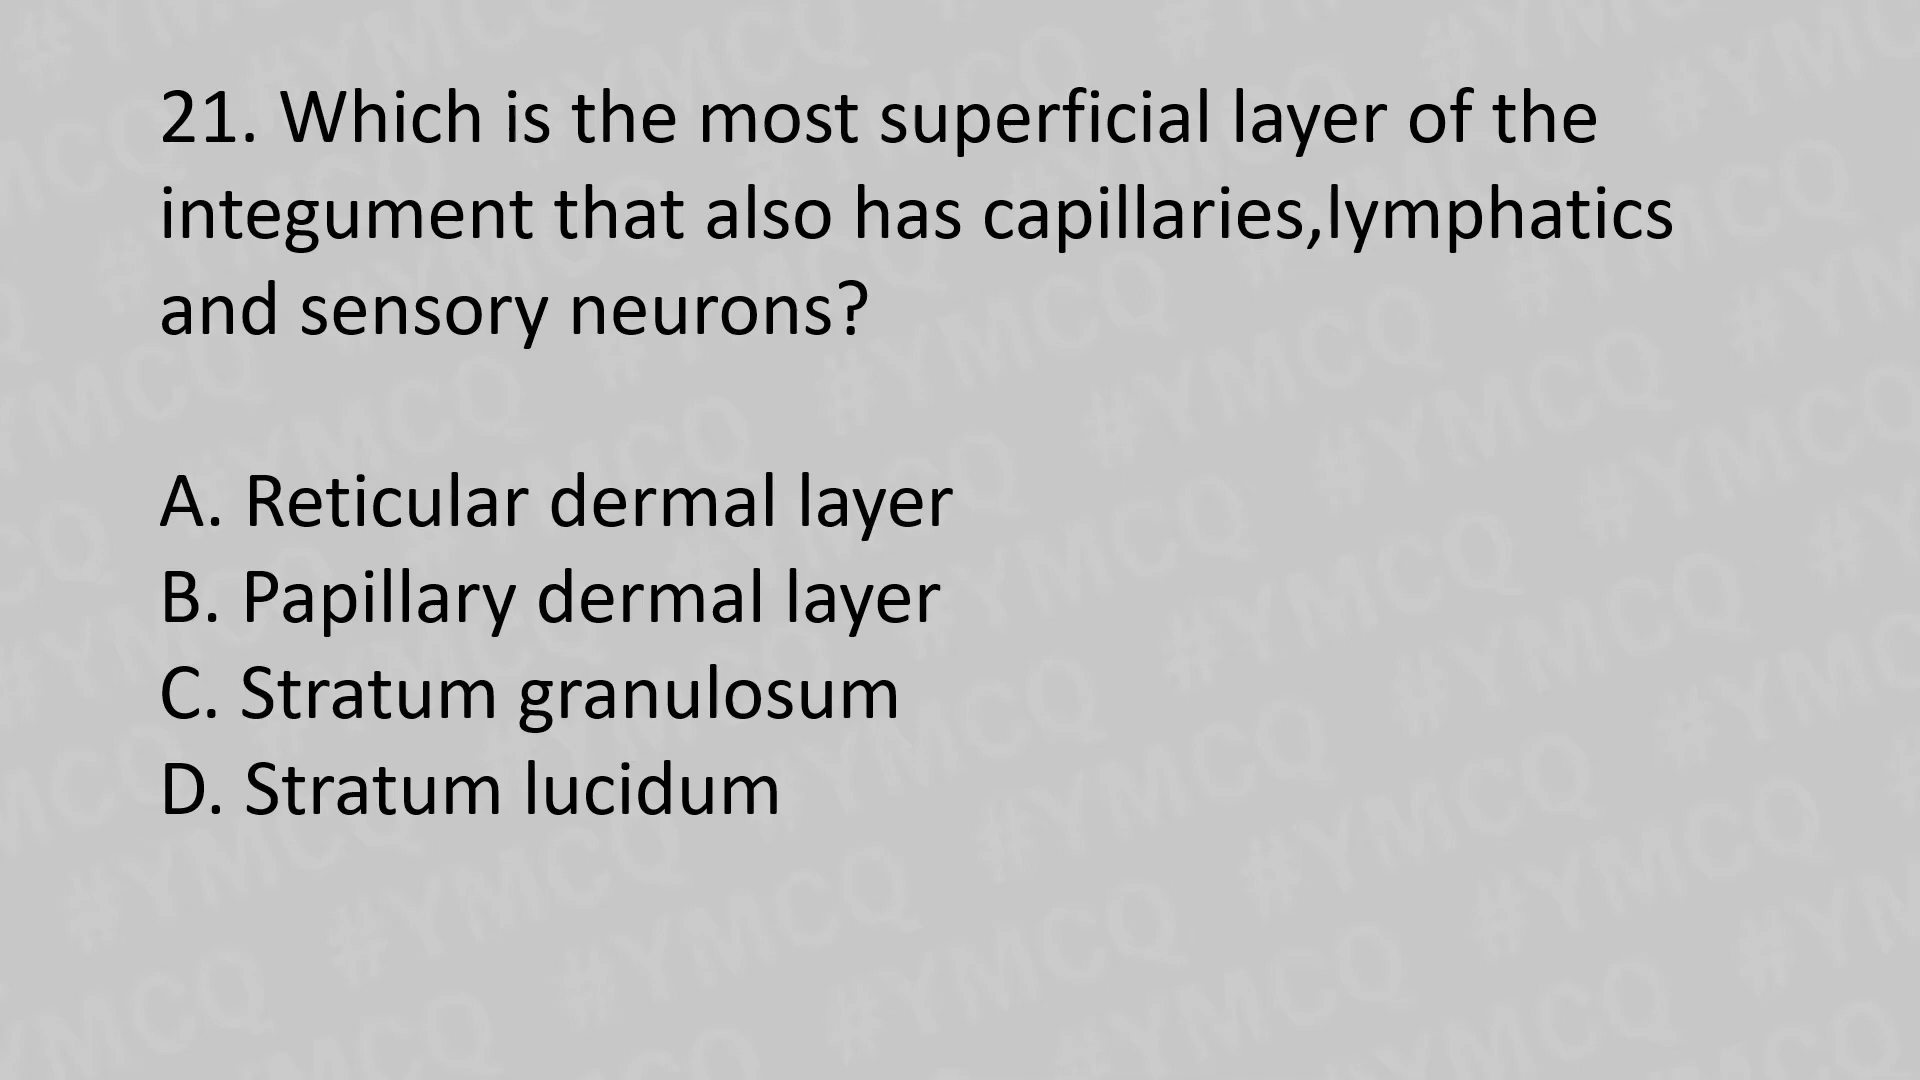 21. Which is the most superficial layer of the
integument that also has capillaries,lymphatics
and sensory neurons?
A. Reticular dermal layer
B. Papillary dermal layer
C. Stratum granulosum
D. Stratum lucidum
#YMCQ